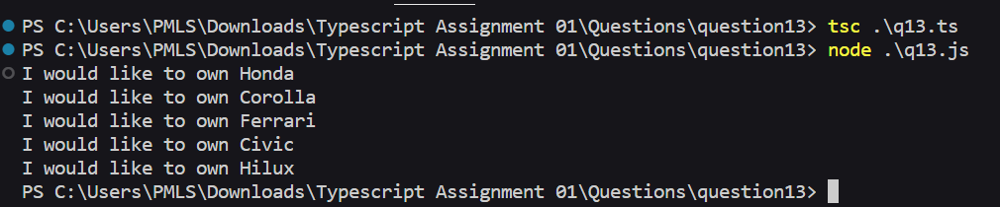 PS C:\Users\PMLS\Downloads\Typescript Assignment 01\Questions\question13> tsc .\q13.ts
PS C:\Users\PMLS\Downloads\Typescript Assignment 01\Questions\question13> node .\q13.js
I would like to own Honda
I would like to own Corolla
I would like to own Ferrari
I would like to own Civic
I would like to own Hilux
PS C:\Users\PMLS\Downloads\Typescript Assignment 01\Questions\question13>